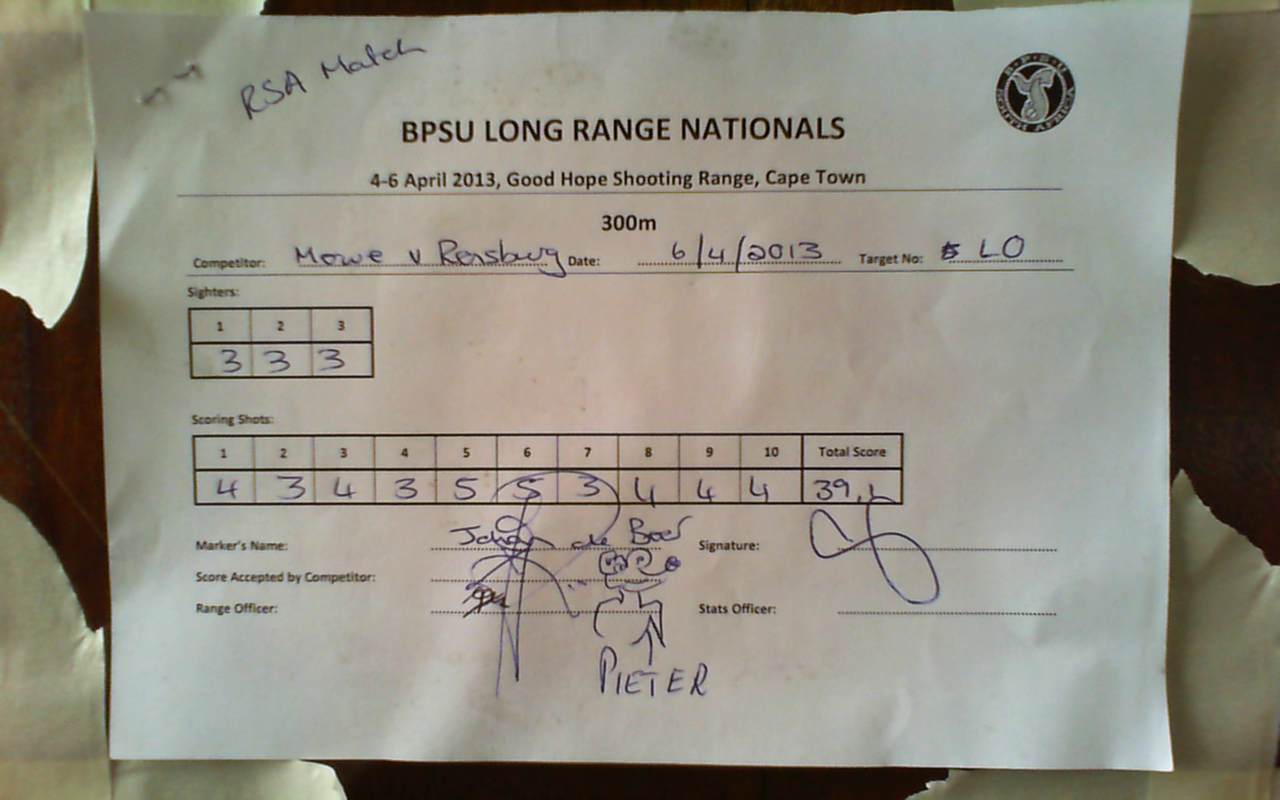 RSA Match
B.P.S.U
SOUTH AFRICA
BPSU LONG RANGE NATIONALS
4-6 April 2013, Good Hope Shooting Range, Cape Town
300m
Competitor: Mowe v Rensburg Date: 6/4/2013 Target No: LO
Sighters:
1 2 3
3 3 3
Scoring Shots:
1 2 3 4 5 6 7 8 9 10 Total Score
4 3 4 3 5 5 3 4 4 4 39.1
Marker's Name: Johan de Beer Signature:
Score Accepted by Competitor:
Range Officer: Stats Officer:
PIETER